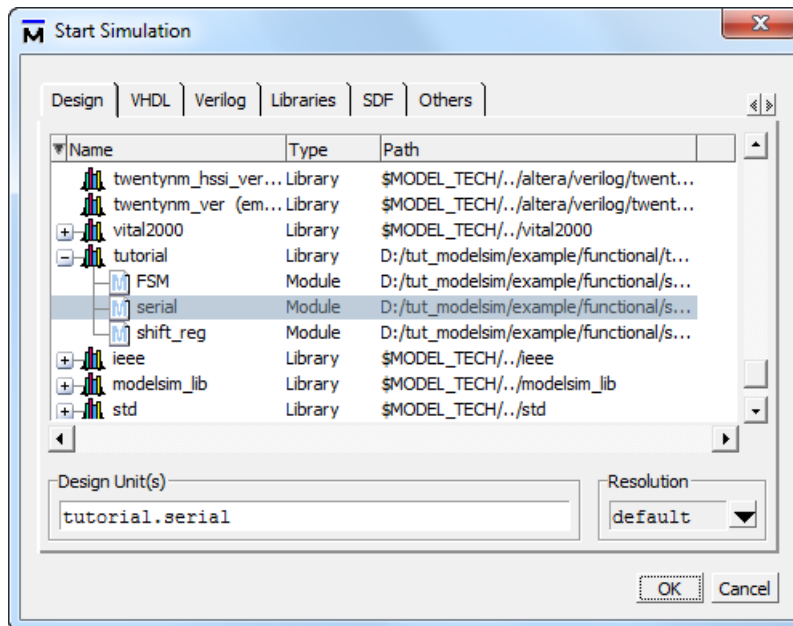 Start Simulation
Design VHDL Verilog Libraries SDF Others
Name Type Path
twentynm_hssi_ver... Library $MODEL_TECH/../altera/verilog/twent...
twentynm_ver (em... Library $MODEL_TECH/../altera/verilog/twent...
vital2000 Library $MODEL_TECH/../vital2000
tutorial Library D:/tut_modelsim/example/functional/t...
FSM Module D:/tut_modelsim/example/functional/s...
serial Module D:/tut_modelsim/example/functional/s...
shift_reg Module D:/tut_modelsim/example/functional/s...
ieee Library $MODEL_TECH/../ieee
modelsim_lib Library $MODEL_TECH/../modelsim_lib
std Library $MODEL_TECH/../std
Design Unit(s) Resolution
tutorial.serial default
OK Cancel